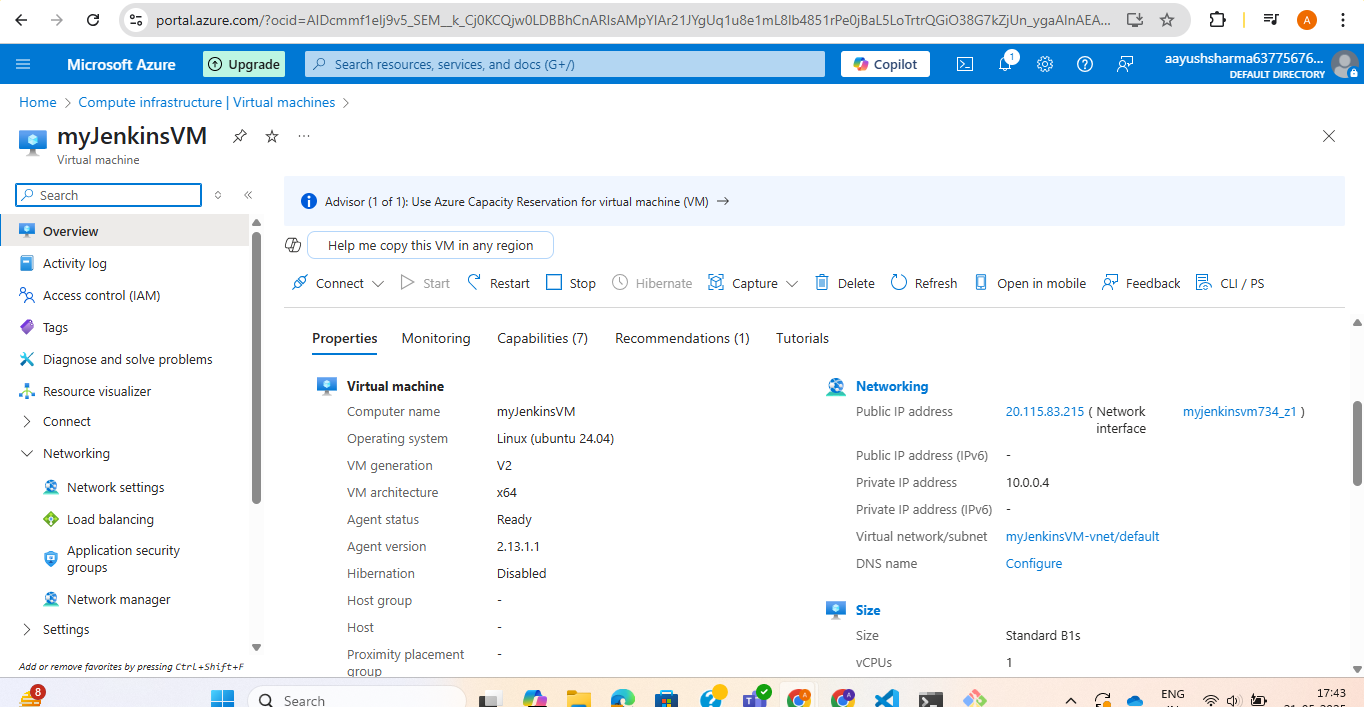 portal.azure.com/?ocid=AIDcmmf1elj9v5_SEM__k_Cj0KCQjw0LDBBhCnARIsAMpYlAr21JYgUq1u8e1mL8Ib4851rPe0jBaL5LoTrtrQGiO38G7kZjUn_ygaAlnAEA...
A
Microsoft Azure
Upgrade
Search resources, services, and docs (G+/)
Copilot
1
aayushsharma63775676...
DEFAULT DIRECTORY
Home > Compute infrastructure | Virtual machines >
myJenkinsVM
...
Virtual machine
Search
Overview
Activity log
Access control (IAM)
Tags
Diagnose and solve problems
Resource visualizer
Connect
Networking
Network settings
Load balancing
Application security
groups
Network manager
Settings
Add or remove favorites by pressing Ctrl+Shift+F
Advisor (1 of 1): Use Azure Capacity Reservation for virtual machine (VM) →
Help me copy this VM in any region
Connect Start Restart Stop Hibernate Capture Delete Refresh Open in mobile Feedback CLI / PS
Properties Monitoring Capabilities (7) Recommendations (1) Tutorials
Virtual machine
Computer name myJenkinsVM
Operating system Linux (ubuntu 24.04)
VM generation V2
VM architecture x64
Agent status Ready
Agent version 2.13.1.1
Hibernation Disabled
Host group -
Host -
Proximity placement -
group
Networking
Public IP address 20.115.83.215 ( Network myjenkinsvm734_z1 )
interface
Public IP address (IPv6) -
Private IP address 10.0.0.4
Private IP address (IPv6) -
Virtual network/subnet myJenkinsVM-vnet/default
DNS name Configure
Size
Size Standard B1s
vCPUs 1
8
Search
ENG
17:43